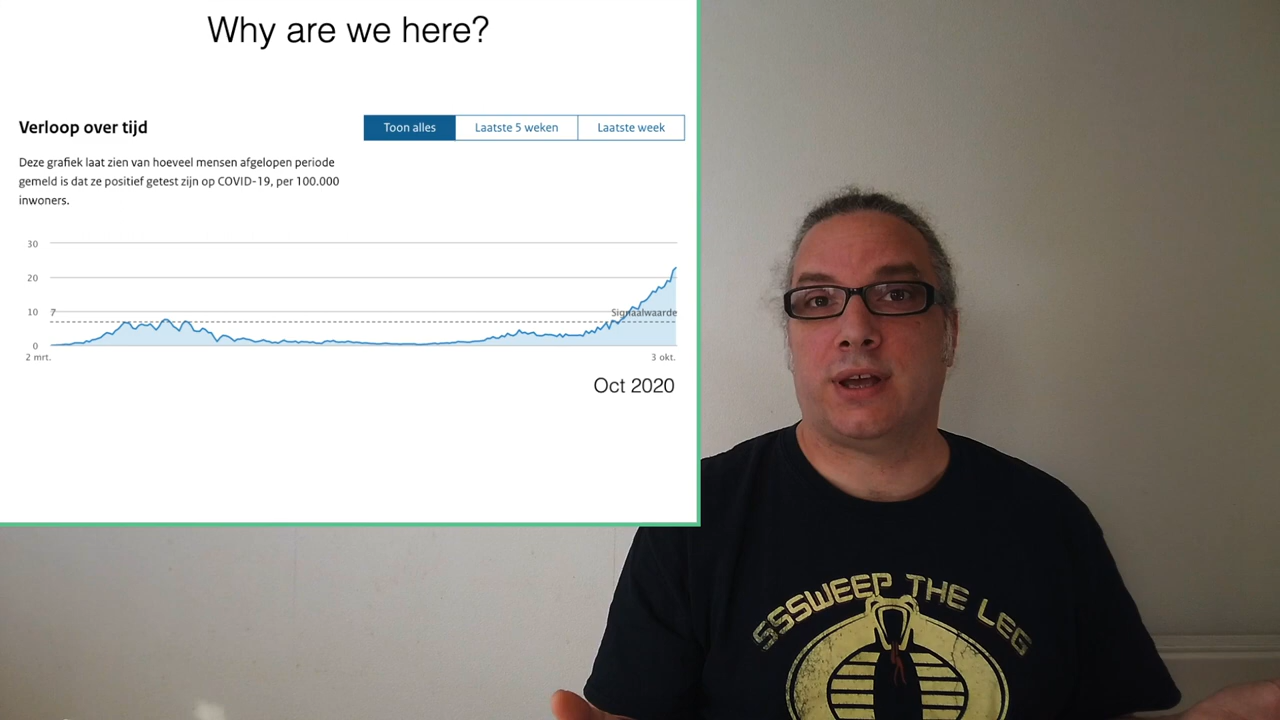 Why are we here?
Verloop over tijd
Toon alles
Laatste 5 weken
Laatste week
Deze grafiek laat zien van hoeveel mensen afgelopen periode
gemeld is dat ze positief getest zijn op COVID-19, per 100.000
inwoners.
30
20
10
7
Signaalwaarde
0
2 mrt.
3 okt.
Oct 2020
SSSWEEP THE LEG